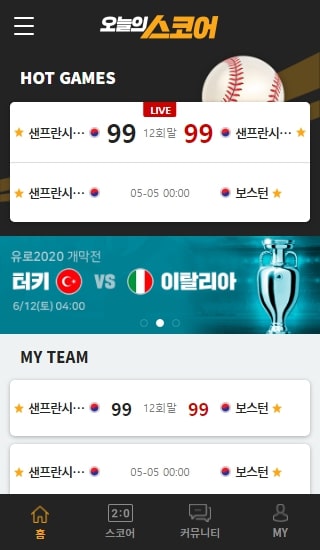 오늘의스코어
HOT GAMES
LIVE
샌프란시… 99 12회말 99 샌프란시…
샌프란시… 05-05 00:00 보스턴
유로2020 개막전
터키 VS 이탈리아
6/12(토) 04:00
MY TEAM
샌프란시… 99 12회말 99 보스턴
샌프란시… 05-05 00:00 보스턴
2:0
홈 스코어 커뮤니티 MY